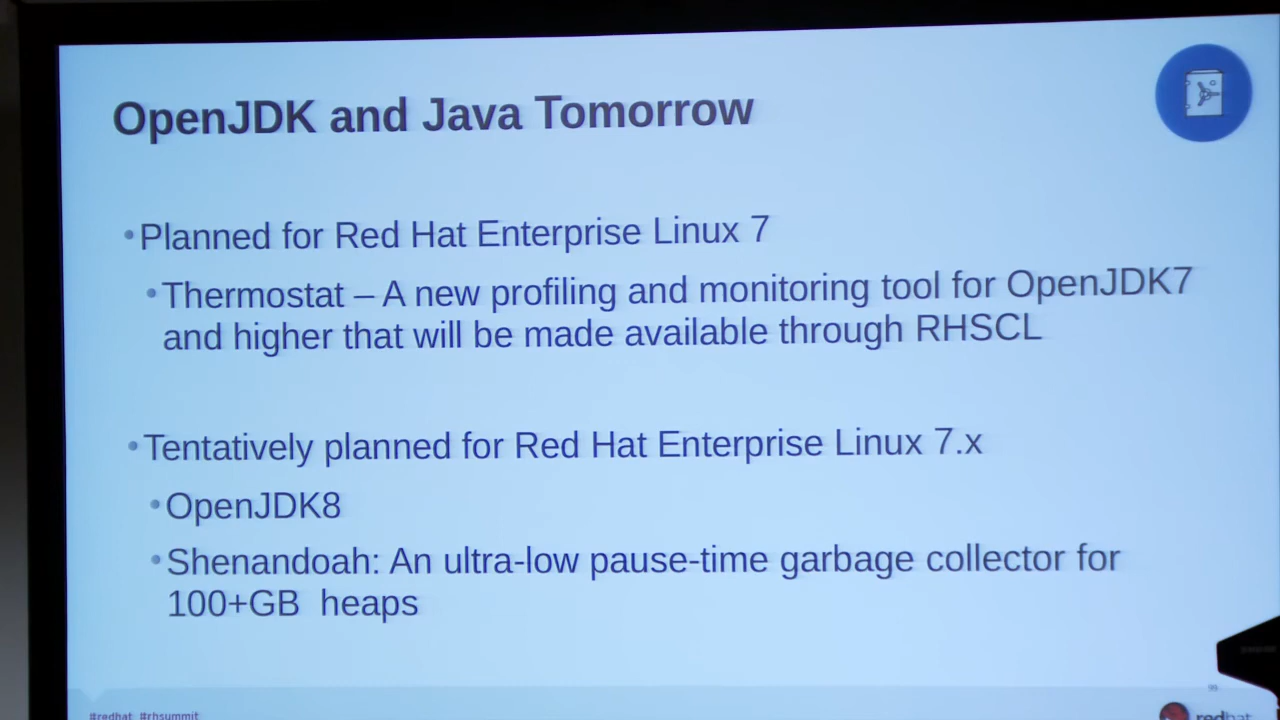 OpenJDK and Java Tomorrow
•Planned for Red Hat Enterprise Linux 7
•Thermostat – A new profiling and monitoring tool for OpenJDK7
and higher that will be made available through RHSCL
•Tentatively planned for Red Hat Enterprise Linux 7.x
•OpenJDK8
•Shenandoah: An ultra-low pause-time garbage collector for
100+GB heaps
99
#redhat #rhsummit
redhat